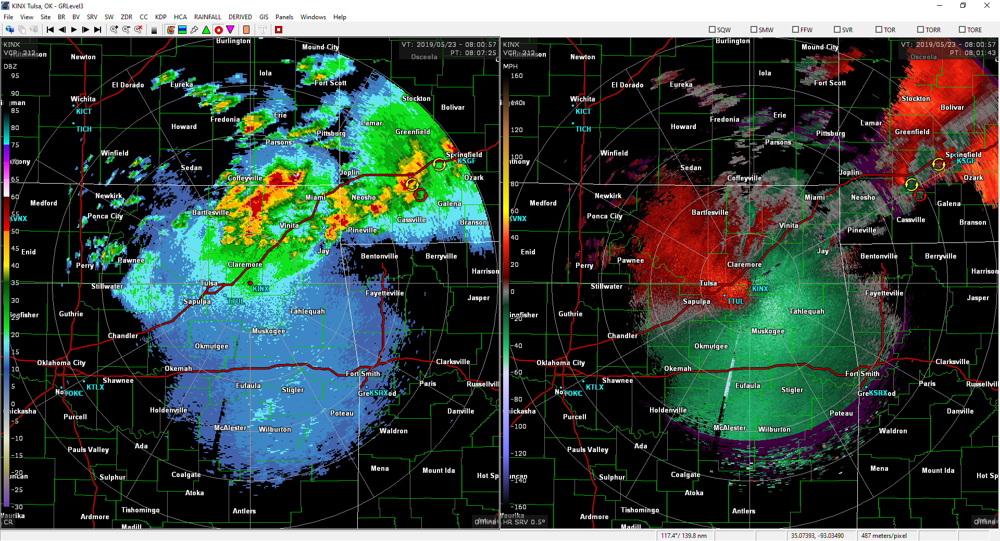 KINX Tulsa, OK - GRLevel3
File View Site BR BV SRV SW ZDR CC KDP HCA RAINFALL DERIVED GIS Panels Windows Help
SQW SMW FFW SVR TOR TORR TORE
KINX
VCP: 212
DBZ
VT: 2019/05/23 - 08:00:57
PT: 08:07:25
95
90
85
80
75
70
65
60
55
50
45
40
35
30
25
20
15
10
5
0
-5
-10
-15
-20
-25
-30
CR
Burlington
Mound City
Osceola
Newton
Iola
El Dorado
Eureka
Fort Scott
Wichita
KICT
Stockton
Bolivar
TICH
Howard
Fredonia
Erie
Lamar
Greenfield
Pittsburg
Parsons
Winfield
Springfield
KSGF
Sedan
Coffeyville
Joplin
Ozark
Medford
Newkirk
Miami
Neosho
Galena
Ponca City
Bartlesville
KVNX
Cassville
Branson
Vinita
Pineville
Enid
Jay
Pawnee
Bentonville
Berryville
Perry
Claremore
Harrison
Stillwater
Tulsa
KINX
Fayetteville
Jasper
Sapulpa
TTUL
Guthrie
Tahlequah
Muskogee
Chandler
Okmulgee
Oklahoma City
Clarksville
Okemah
Fort Smith
Shawnee
KTLX
Eufaula
Stigler
Paris
Russellvil
TOKC
KSRX
Holdenville
Poteau
Danville
Purcell
McAlester
Wilburton
Waldron
Pauls Valley
Ada
Mena
Mount Ida
Hot Sp
Sulphur
Coalgate
Atoka
Tishomingo
Antlers
Ardmore
Madill
Offline
KINX
VCP: 212
MPH
VT: 2019/05/23 - 08:00:57
PT: 08:01:43
160
140
120
100
80
60
40
20
0
-20
-40
-60
-80
-100
-120
-140
-160
HR SRV 0.5°
Burlington
Mound City
Osceola
Newton
Iola
El Dorado
Eureka
Fort Scott
Wichita
KICT
Stockton
Bolivar
TICH
Howard
Fredonia
Erie
Lamar
Greenfield
Pittsburg
Parsons
Winfield
Springfield
KSGF
Sedan
Coffeyville
Joplin
Ozark
Medford
Newkirk
Miami
Neosho
Galena
Ponca City
Bartlesville
KVNX
Cassville
Branson
Vinita
Pineville
Enid
Jay
Pawnee
Bentonville
Berryville
Perry
Claremore
Harrison
Stillwater
Tulsa
KINX
Fayetteville
Jasper
Sapulpa
TTUL
Guthrie
Tahlequah
Muskogee
Chandler
Okmulgee
Oklahoma City
Clarksville
Okemah
Fort Smith
Shawnee
KTLX
Eufaula
Stigler
Paris
Russellvil
TOKC
KSRX
Holdenville
Poteau
Danville
Purcell
McAlester
Wilburton
Waldron
Pauls Valley
Ada
Mena
Mount Ida
Hot Sp
Sulphur
Coalgate
Atoka
Tishomingo
Antlers
Ardmore
Madill
Offline
117.4°/ 139.8 nm
35.07393, -93.03490
487 meters/pixel